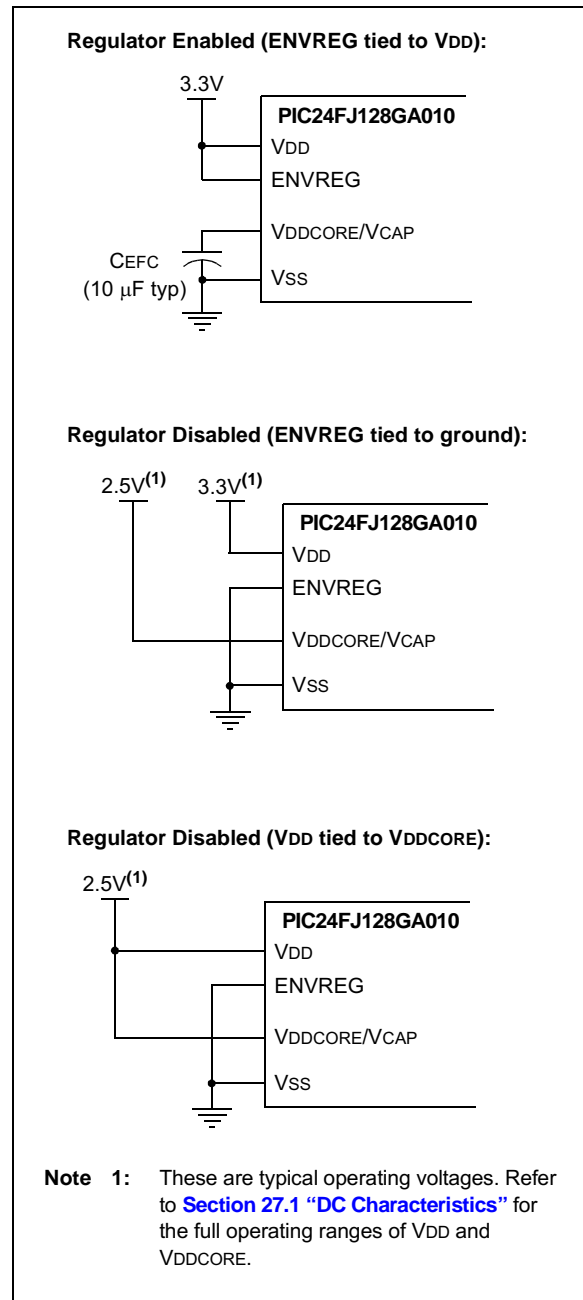 Regulator Enabled (ENVREG tied to VDD):
3.3V
PIC24FJ128GA010
VDD
ENVREG
VDDCORE/VCAP
CEFC
(10 μF typ)
VSS
Regulator Disabled (ENVREG tied to ground):
2.5V(1) 3.3V(1)
PIC24FJ128GA010
VDD
ENVREG
VDDCORE/VCAP
VSS
Regulator Disabled (VDD tied to VDDCORE):
2.5V(1)
PIC24FJ128GA010
VDD
ENVREG
VDDCORE/VCAP
VSS
Note 1: These are typical operating voltages. Refer
to Section 27.1 “DC Characteristics” for
the full operating ranges of VDD and
VDDCORE.